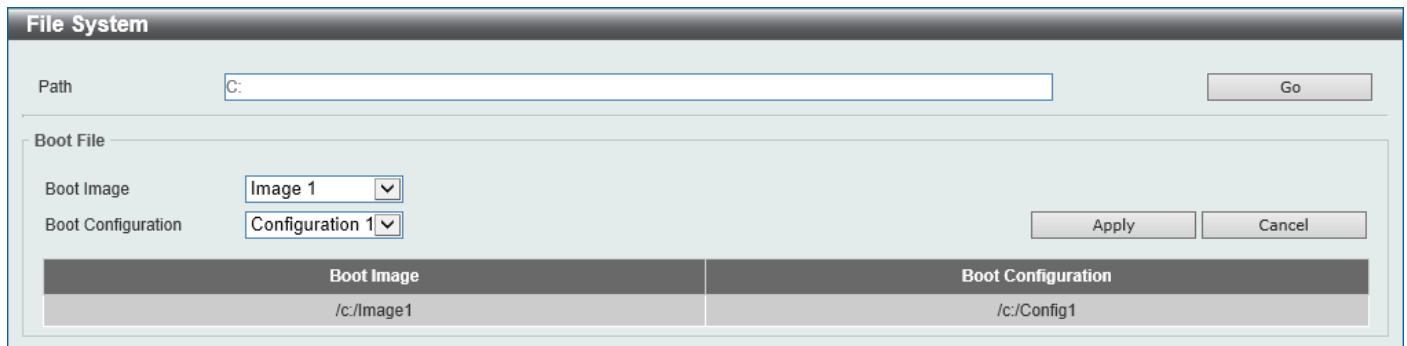 File System
Path C: Go
Boot File
Boot Image Image 1
Boot Configuration Configuration 1 Apply Cancel
Boot Image Boot Configuration
/c:/Image1 /c:/Config1